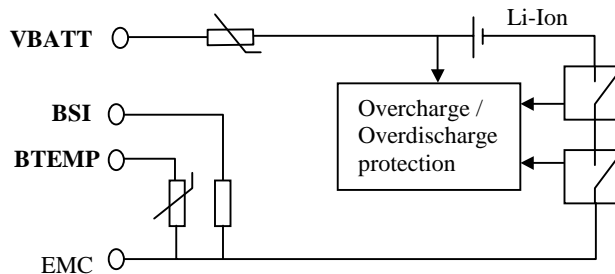 Li-Ion
VBATT
Overcharge /
Overdischarge
protection
BSI
BTEMP
EMC